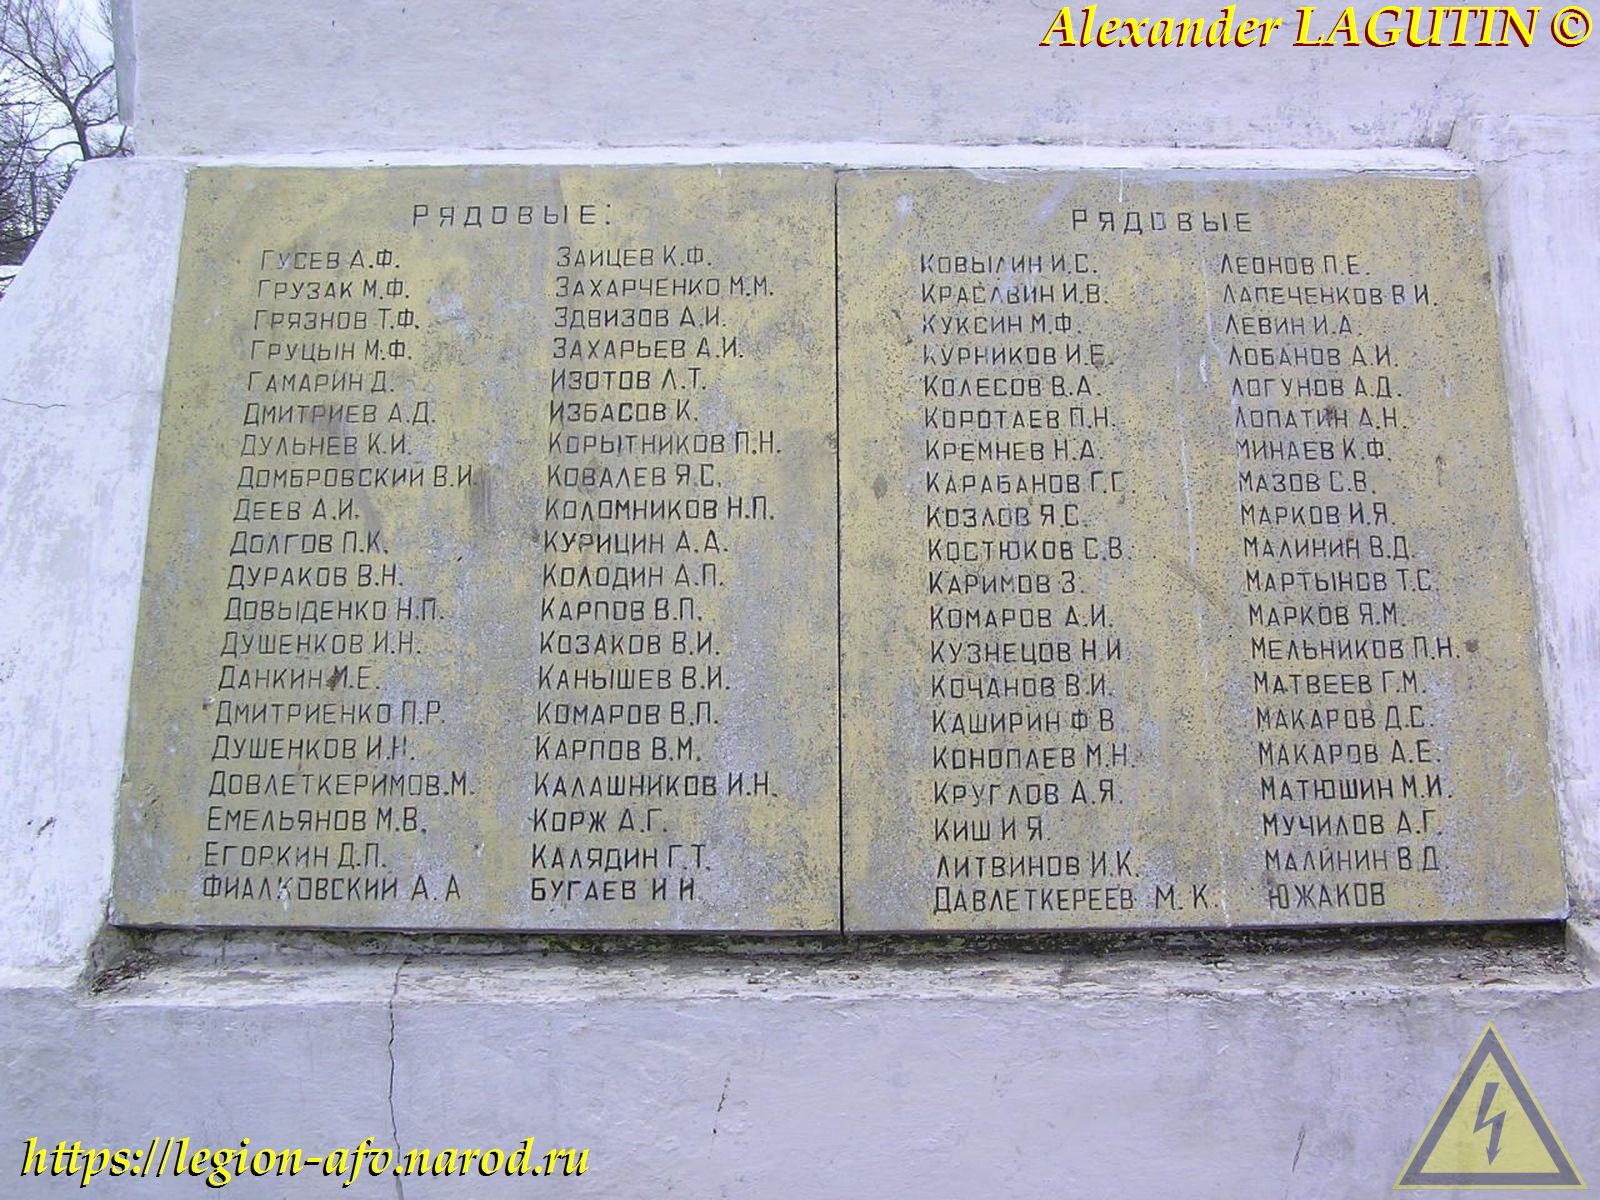 Alexander LAGUTIN ©
РЯДОВЫЕ:
ГУСЕВ А.Ф.
ГРУЗАК М.Ф.
ГРЯЗНОВ Т.Ф.
ГРУЦЫН М.Ф.
ГАМАРИН Д.
ДМИТРИЕВ А.Д.
ДУЛЬНЕВ К.И.
ДОМБРОВСКИЙ В.И.
ДЕЕВ А.И.
ДОЛГОВ П.К.
ДУРАКОВ В.Н.
ДОВЫДЕНКО Н.П.
ДУШЕНКОВ И.Н.
ДАНКИН М.Е.
ДМИТРИЕНКО П.Р.
ДУШЕНКОВ И.Н.
ДОВЛЕТКЕРИМОВ.М.
ЕМЕЛЬЯНОВ М.В.
ЕГОРКИН Д.П.
ФИАЛКОВСКИЙ А.А
ЗАЙЦЕВ К.Ф.
ЗАХАРЧЕНКО М.М.
ЗДВИЗОВ А.И.
ЗАХАРЬЕВ А.И.
ИЗОТОВ Л.Т.
ИЗБАСОВ К.
КОРЫТНИКОВ П.Н.
КОВАЛЕВ Я.С.
КОЛОМНИКОВ Н.П.
КУРИЦИН А.А.
КОЛОДИН А.П.
КАРПОВ В.П.
КОЗАКОВ В.И.
КАНЫШЕВ В.И.
КОМАРОВ В.П.
КАРПОВ В.М.
КАЛАШНИКОВ И.Н.
КОРЖ А.Г.
КАЛЯДИН Г.Т.
БУГАЕВ И И.
РЯДОВЫЕ
КОВЫЛИН И.С.
КРАСАВИН И.В.
КУКСИН М.Ф.
КУРНИКОВ И.Е.
КОЛЕСОВ В.А.
КОРОТАЕВ П.Н.
КРЕМНЕВ Н.А.
КАРАБАНОВ Г.Г.
КОЗЛОВ Я.С.
КОСТЮКОВ С.В.
КАРИМОВ З.
КОМАРОВ А.И.
КУЗНЕЦОВ Н.И
КОЧАНОВ В.И.
КАШИРИН Ф В.
КОНОПЛЕВ М.Н.
КРУГЛОВ А.Я.
КИШ И Я.
ЛИТВИНОВ И.К.
ДАВЛЕТКЕРЕЕВ М.К.
ЛЕОНОВ П.Е.
ЛАПЕЧЕНКОВ В И.
ЛЕВИН И.А.
ЛОБАНОВ А.И.
ЛОГУНОВ А.Д.
ЛОПАТИН А.Н.
МИНАЕВ К.Ф.
МАЗОВ С.В.
МАРКОВ И.Я.
МАЛИНИН В.Д.
МАРТЫНОВ Т.С.
МАРКОВ Я.М.
МЕЛЬНИКОВ П.Н.
МАТВЕЕВ Г.М.
МАКАРОВ Д.С.
МАКАРОВ А.Е.
МАТЮШИН М.И.
МУЧИЛОВ А.Г.
МАЛИНИН В.Д.
ЮЖАКОВ
https://legion-afv.narod.ru